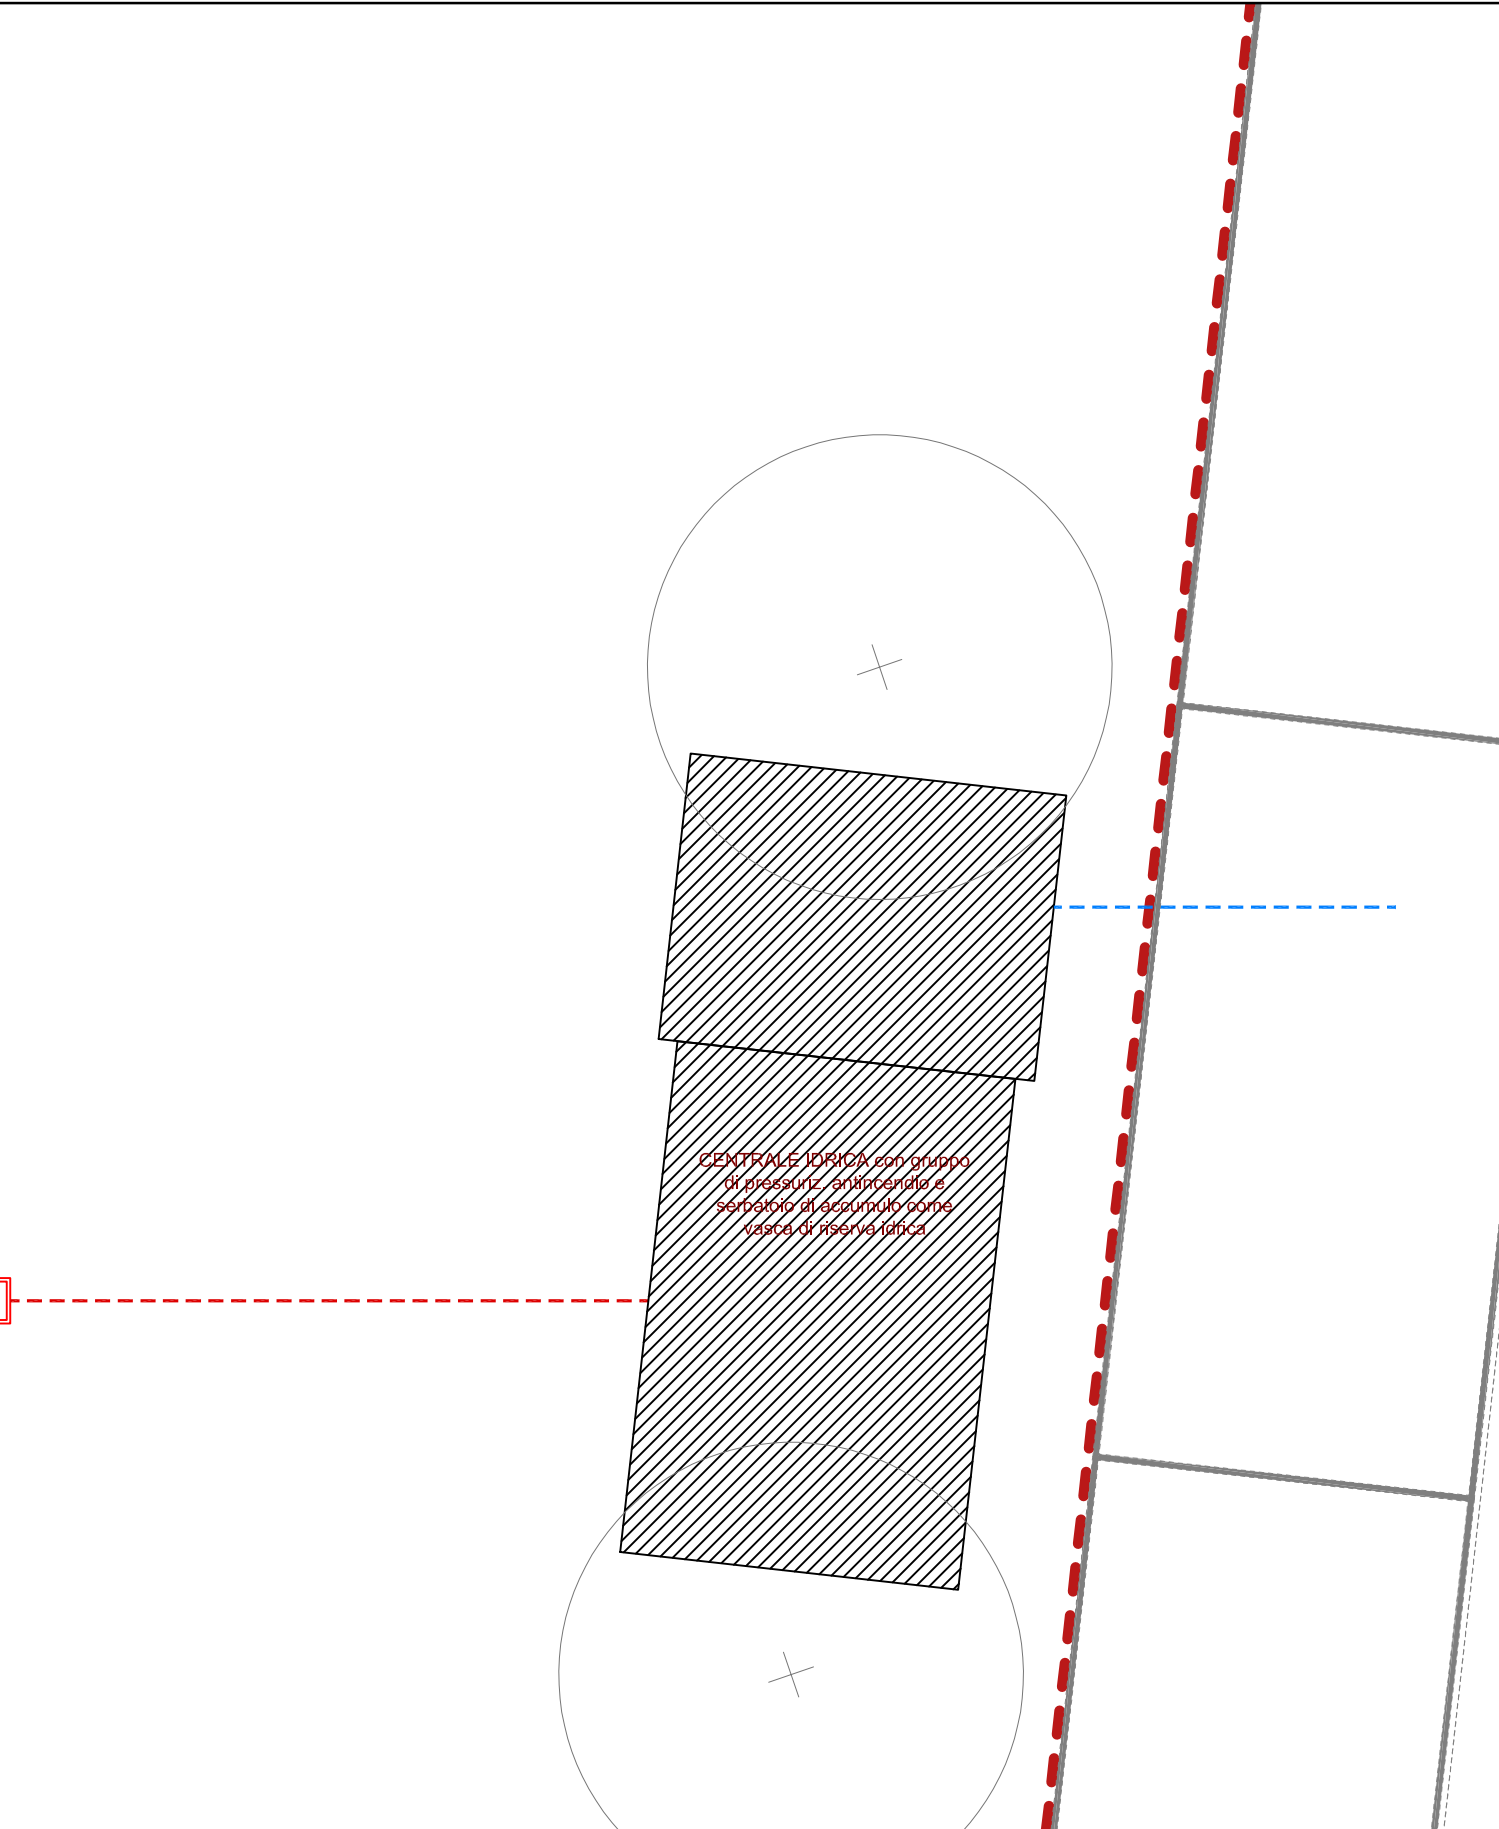 CENTRALE IDRICA con gruppo
di pressuriz. antincendio e
serbatoio di accumulo come
vasca di riserva idrica